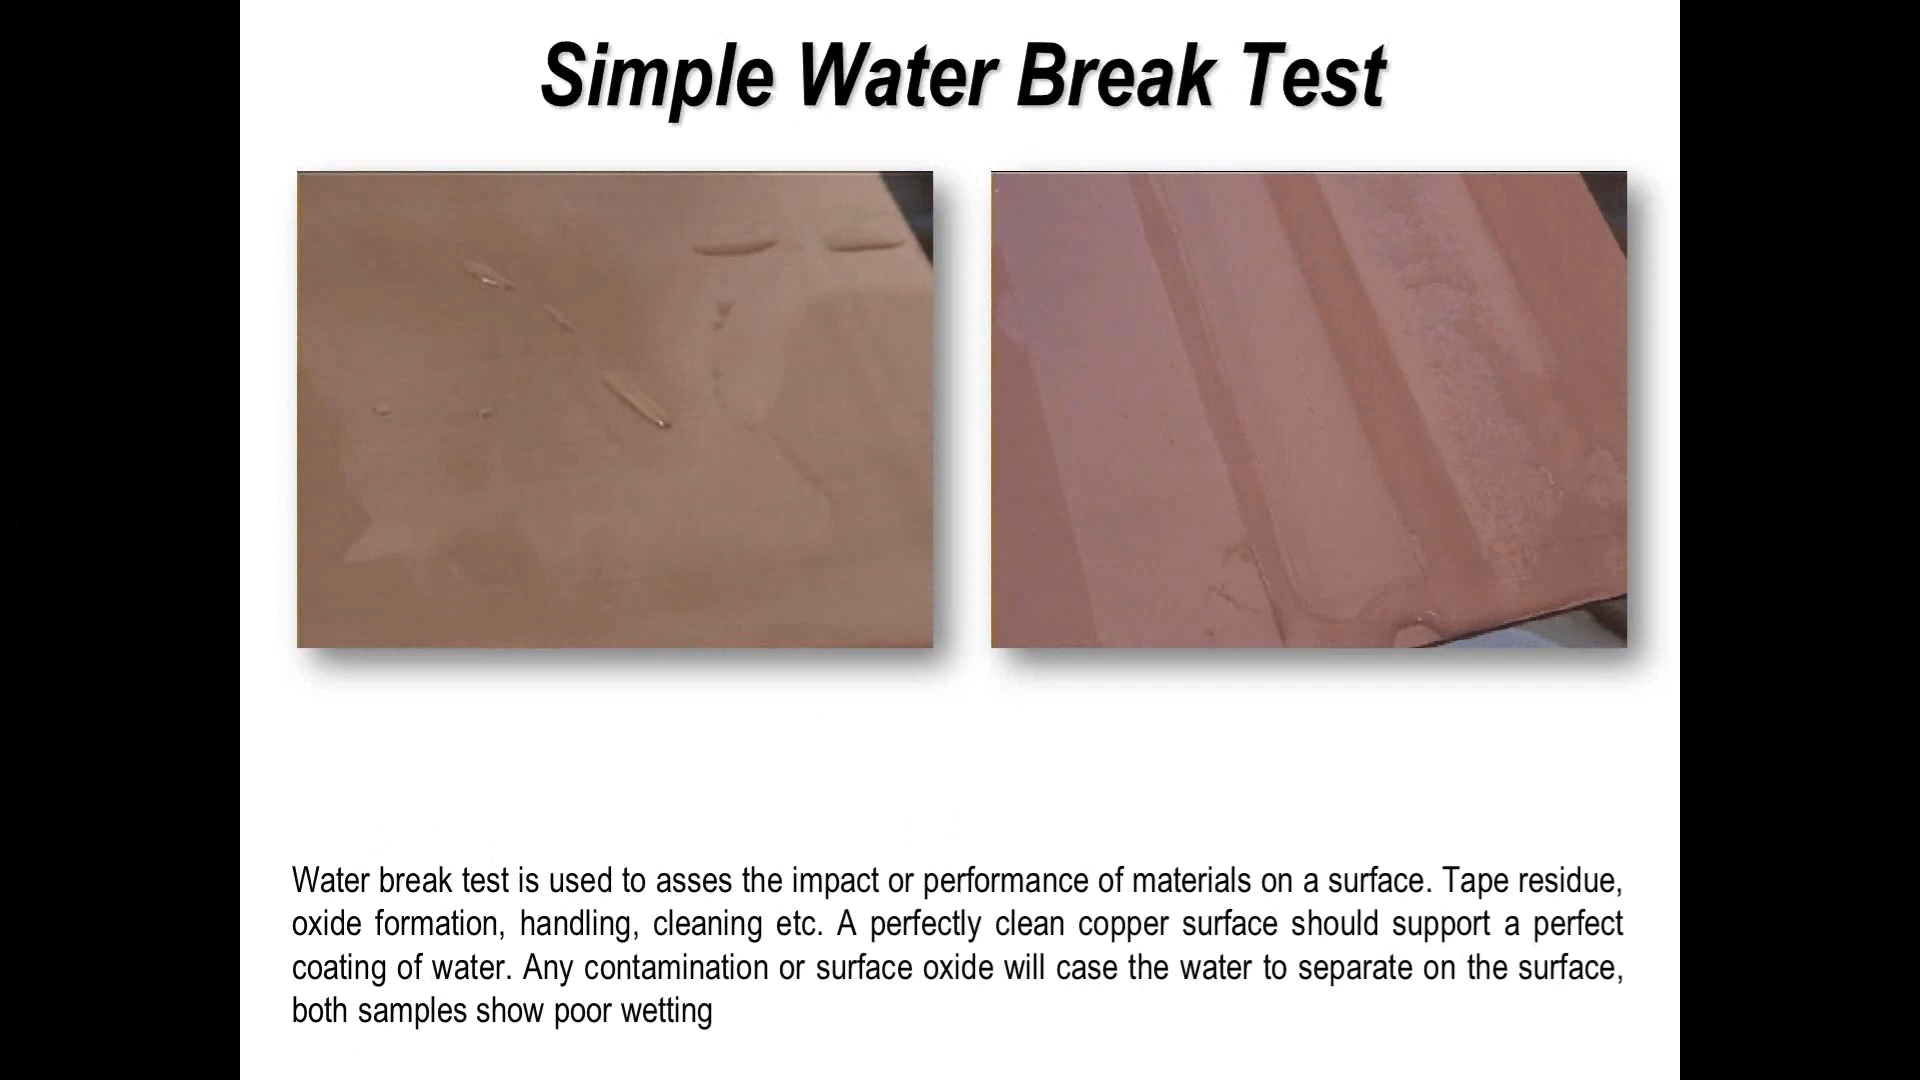 Simple Water Break Test
Water break test is used to asses the impact or performance of materials on a surface. Tape residue,
oxide formation, handling, cleaning etc. A perfectly clean copper surface should support a perfect
coating of water. Any contamination or surface oxide will case the water to separate on the surface,
both samples show poor wetting